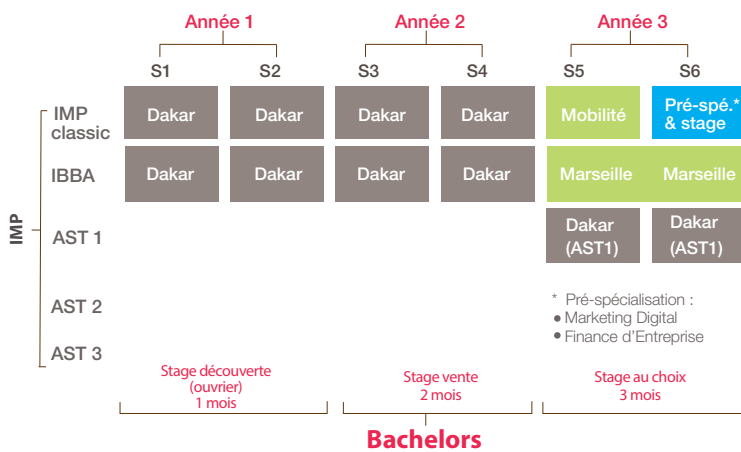 Année 1 Année 2 Année 3
S1 S2 S3 S4 S5 S6
IMP
IMP
classic
Dakar Dakar Dakar Dakar Mobilité
Pré-spé.*
& stage
IBBA Dakar Dakar Dakar Dakar Marseille Marseille
AST 1
Dakar
(AST1)
Dakar
(AST1)
AST 2
AST 3
* Pré-spécialisation :
● Marketing Digital
● Finance d'Entreprise
Stage découverte
(ouvrier)
1 mois
Stage vente
2 mois
Stage au choix
3 mois
Bachelors